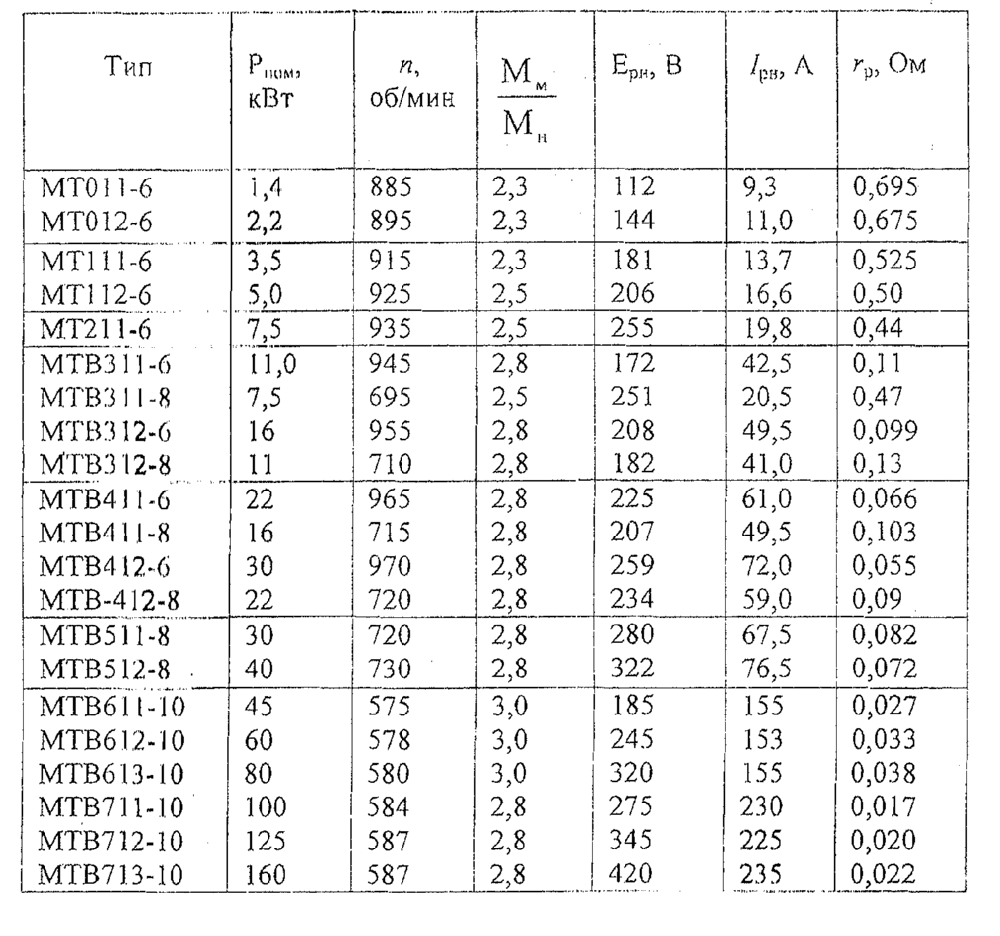 Тип Pном, кВт n, об/мин Mм/Mн Eрн, В Iрн, А rр, Ом
МТ011-6 1,4 885 2,3 112 9,3 0,695
МТ012-6 2,2 895 2,3 144 11,0 0,675
МТ111-6 3,5 915 2,3 181 13,7 0,525
МТ112-6 5,0 925 2,5 206 16,6 0,50
МТ211-6 7,5 935 2,5 255 19,8 0,44
МТВ311-6 11,0 945 2,8 172 42,5 0,11
МТВ311-8 7,5 695 2,5 251 20,5 0,47
МТВ312-6 16 955 2,8 208 49,5 0,099
МТВ312-8 11 710 2,8 182 41,0 0,13
МТВ411-6 22 965 2,8 225 61,0 0,066
МТВ411-8 16 715 2,8 207 49,5 0,103
МТВ412-6 30 970 2,8 259 72,0 0,055
МТВ-412-8 22 720 2,8 234 59,0 0,09
МТВ511-8 30 720 2,8 280 67,5 0,082
МТВ512-8 40 730 2,8 322 76,5 0,072
МТВ611-10 45 575 3,0 185 155 0,027
МТВ612-10 60 578 3,0 245 153 0,033
МТВ613-10 80 580 3,0 320 155 0,038
МТВ711-10 100 584 2,8 275 230 0,017
МТВ712-10 125 587 2,8 345 225 0,020
МТВ713-10 160 587 2,8 420 235 0,022